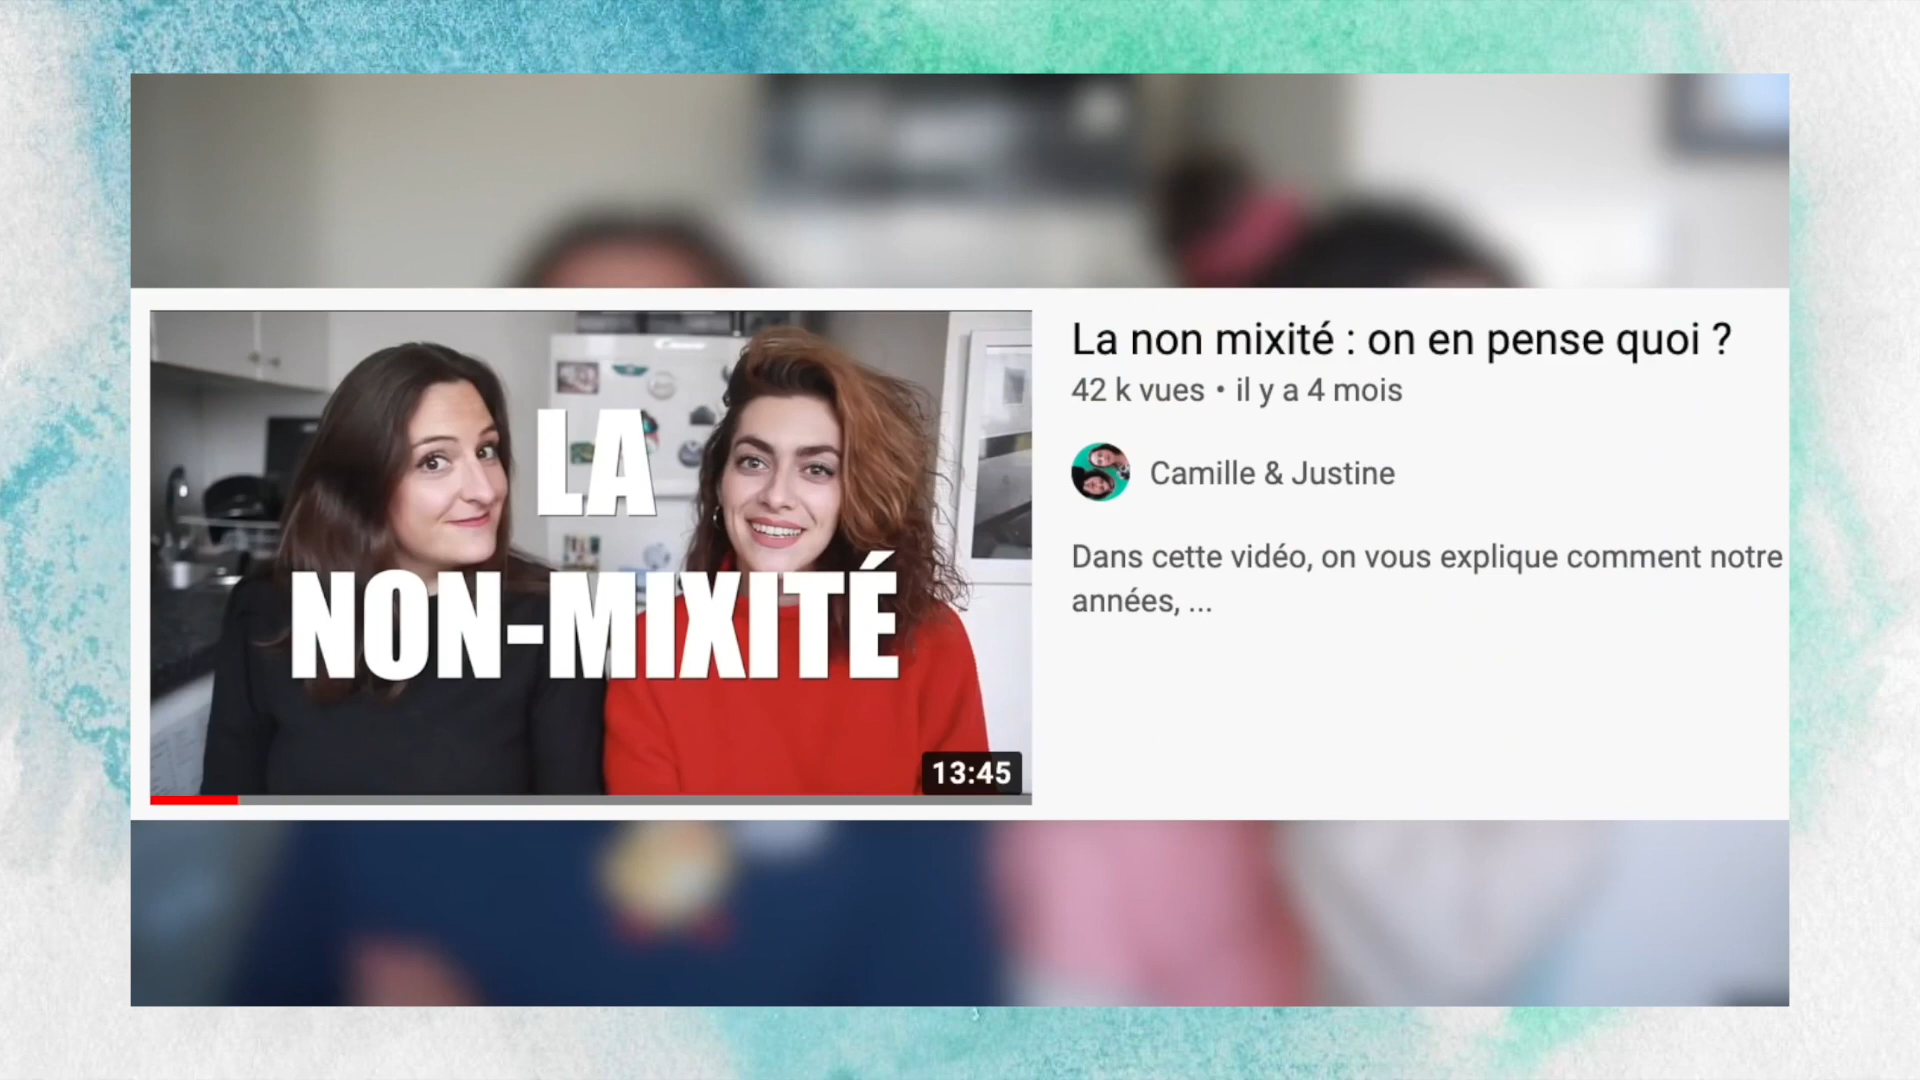 LA
NON-MIXITÉ
13:45
La non mixité : on en pense quoi ?
42 k vues • il y a 4 mois
Camille & Justine
Dans cette vidéo, on vous explique comment notre
années, ...